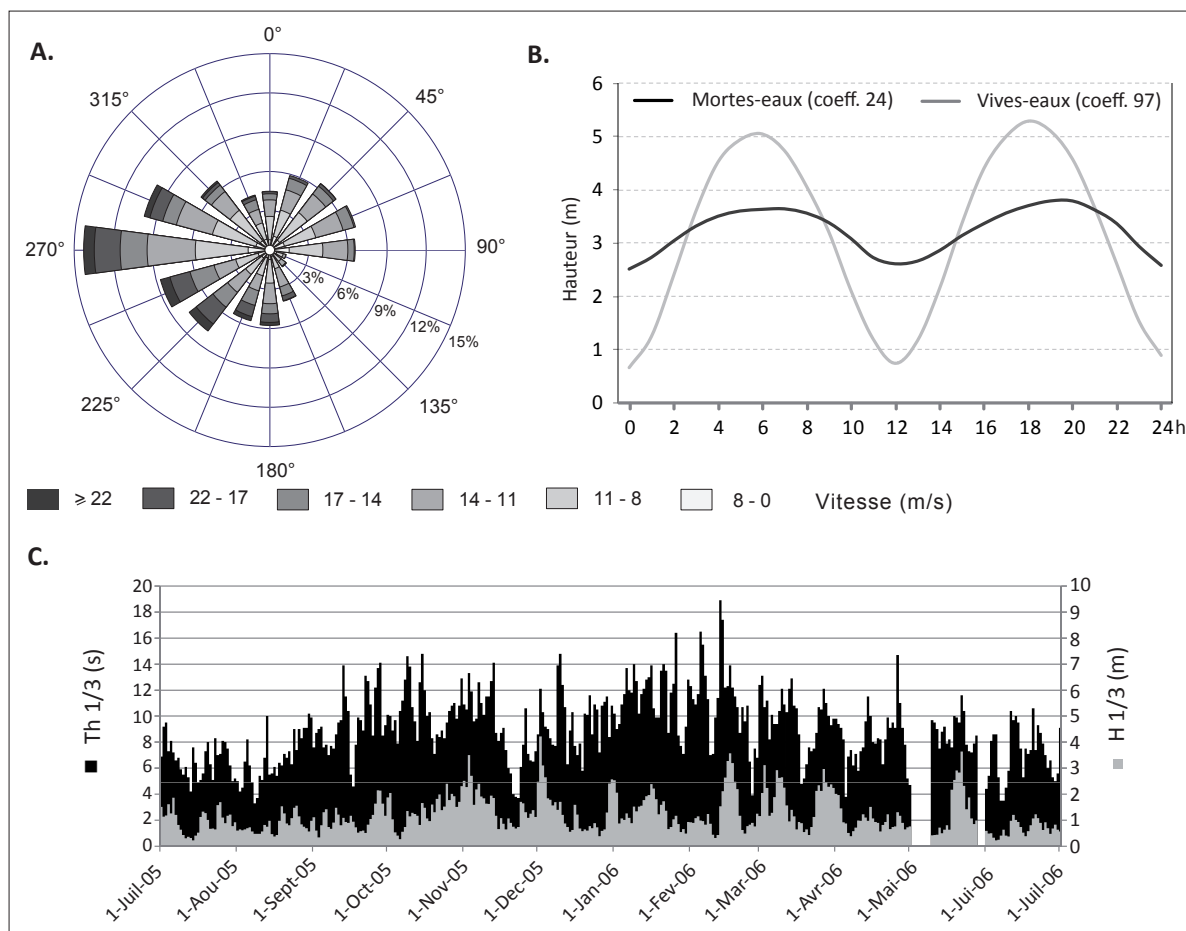 A.
0°
45°
90°
135°
180°
225°
270°
315°
3%
6%
9%
12%
15%
⩾ 22
22 - 17
17 - 14
14 - 11
11 - 8
8 - 0
Vitesse (m/s)
B.
Mortes-eaux (coeff. 24)
Vives-eaux (coeff. 97)
Hauteur (m)
6
5
4
3
2
1
0
0 2 4 6 8 10 12 14 16 18 20 22 24h
C.
Th 1/3 (s)
20
18
16
14
12
10
8
6
4
2
0
H 1/3 (m)
10
9
8
7
6
5
4
3
2
1
0
1-Juil-05
1-Aou-05
1-Sept-05
1-Oct-05
1-Nov-05
1-Dec-05
1-Jan-06
1-Fev-06
1-Mar-06
1-Avr-06
1-Mai-06
1-Jui-06
1-Juil-06